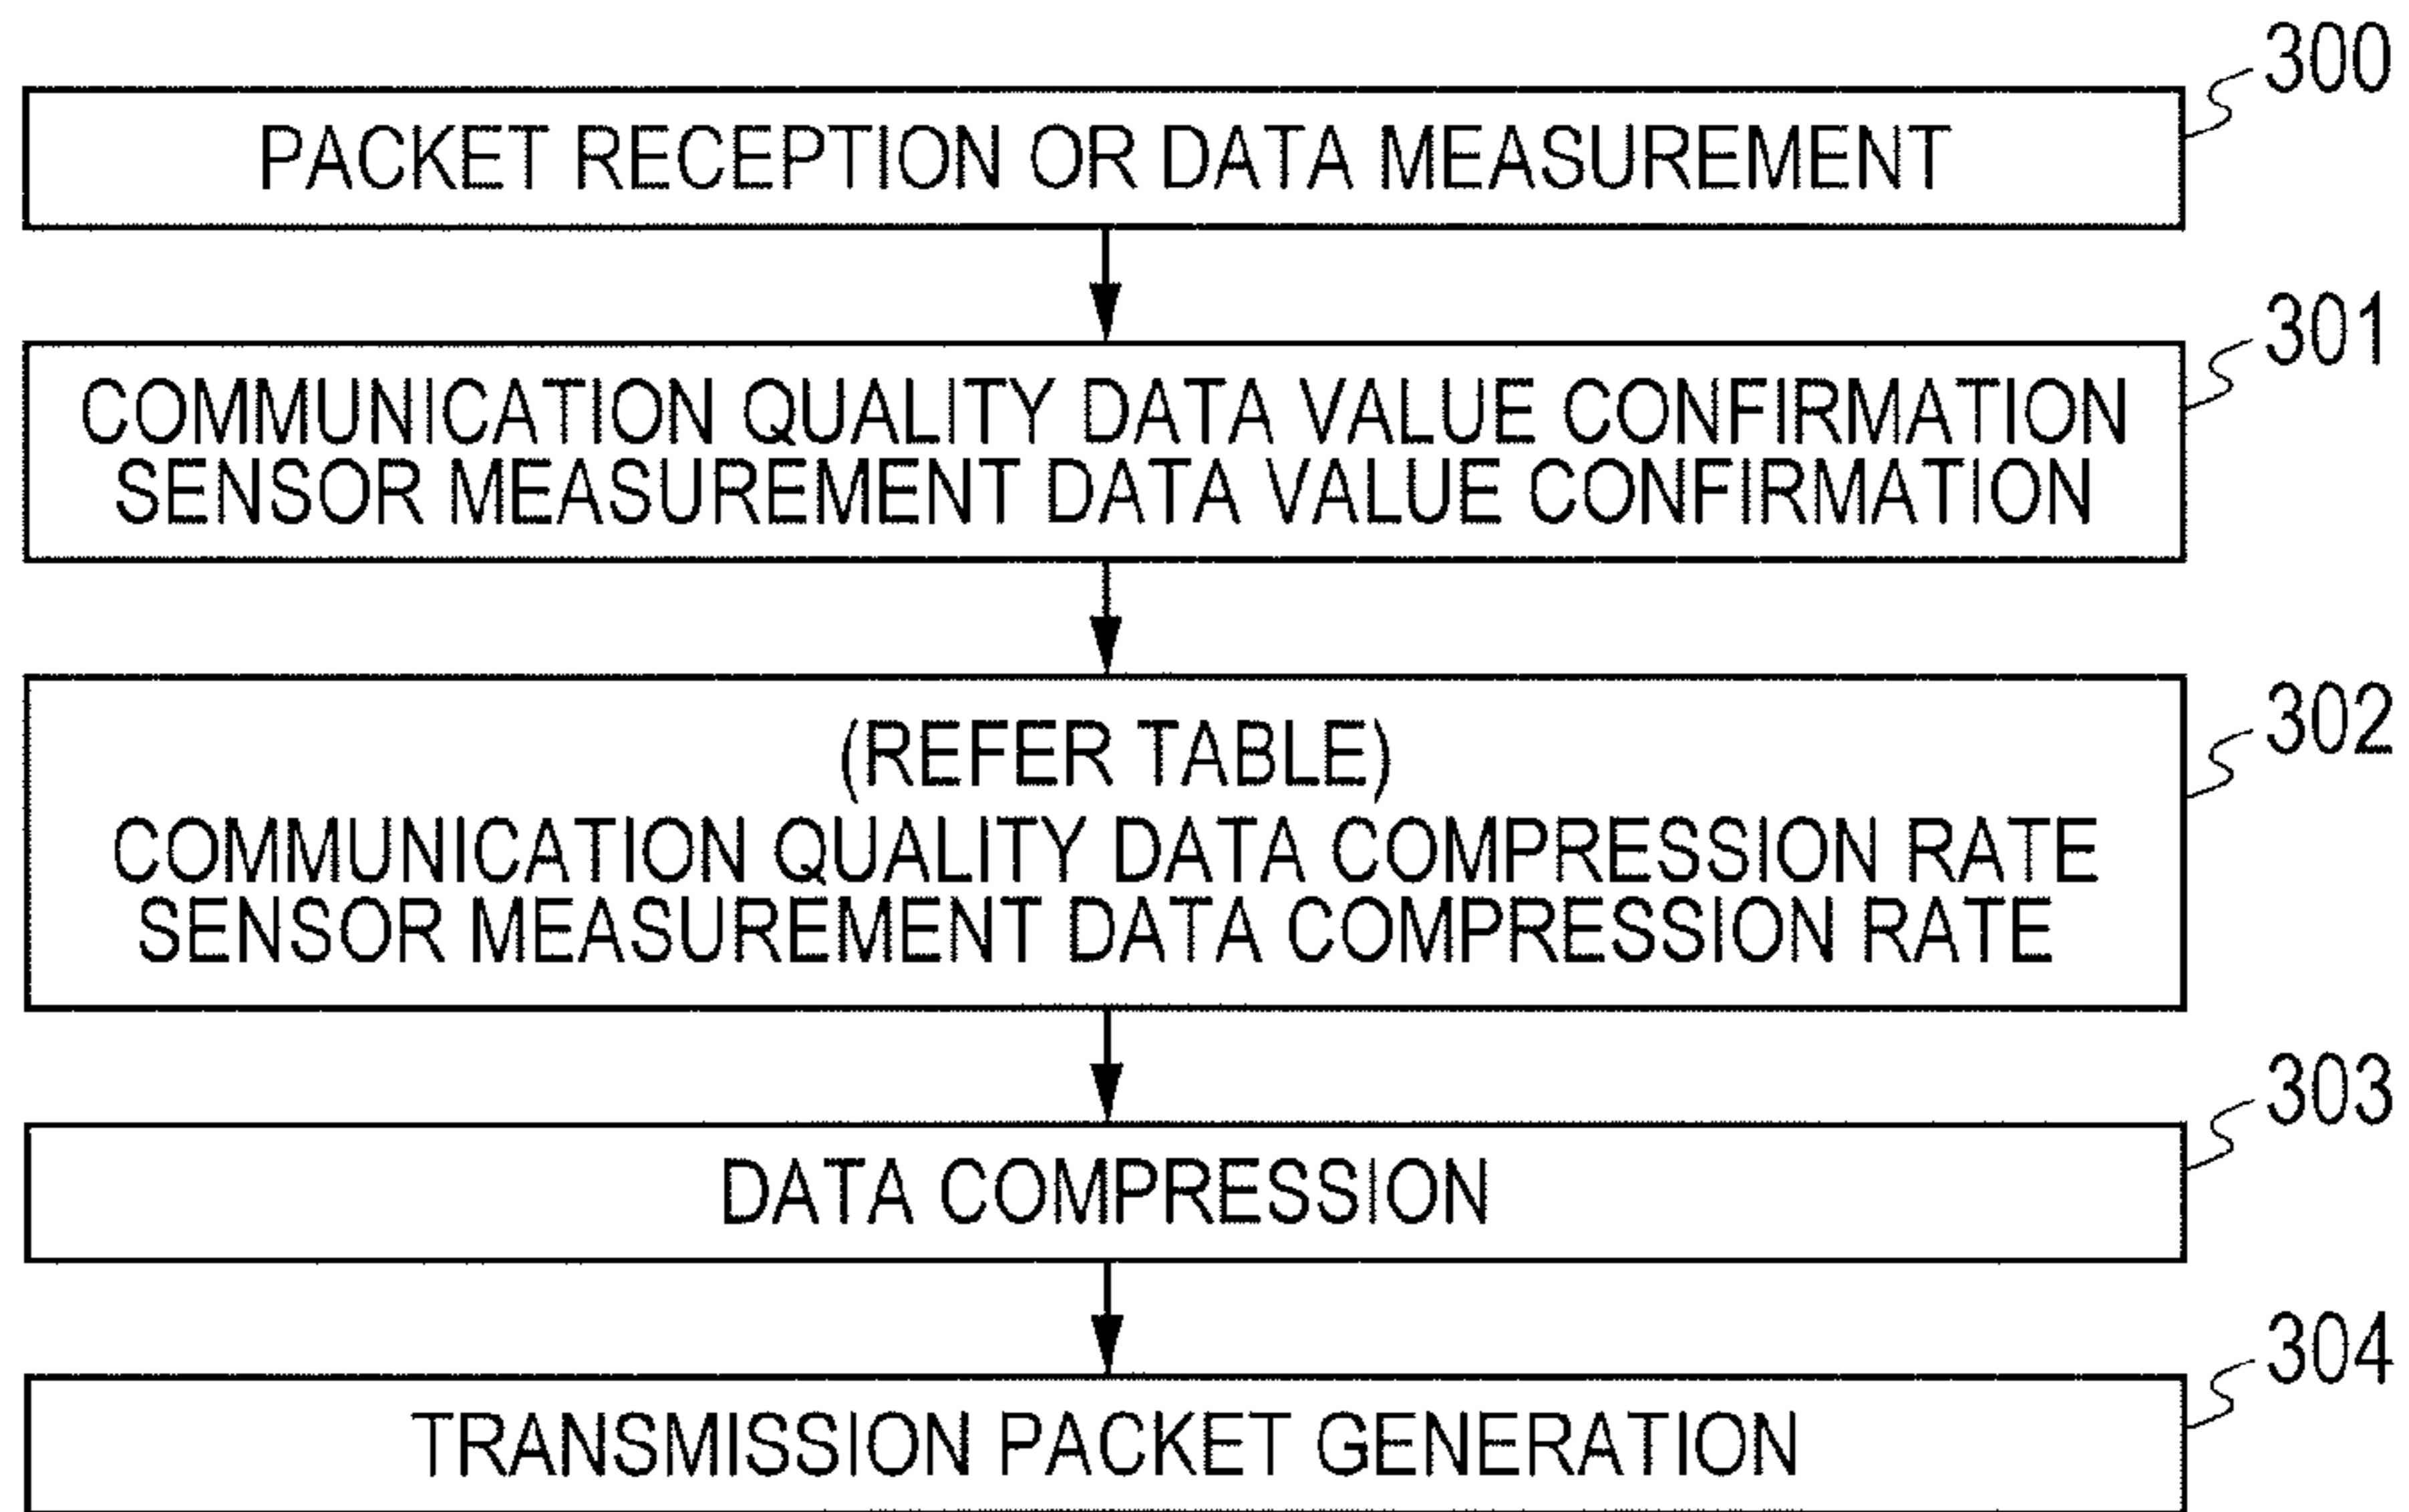 300
PACKET RECEPTION OR DATA MEASUREMENT
301
COMMUNICATION QUALITY DATA VALUE CONFIRMATION
SENSOR MEASUREMENT DATA VALUE CONFIRMATION
302
(REFER TABLE)
COMMUNICATION QUALITY DATA COMPRESSION RATE
SENSOR MEASUREMENT DATA COMPRESSION RATE
303
DATA COMPRESSION
304
TRANSMISSION PACKET GENERATION